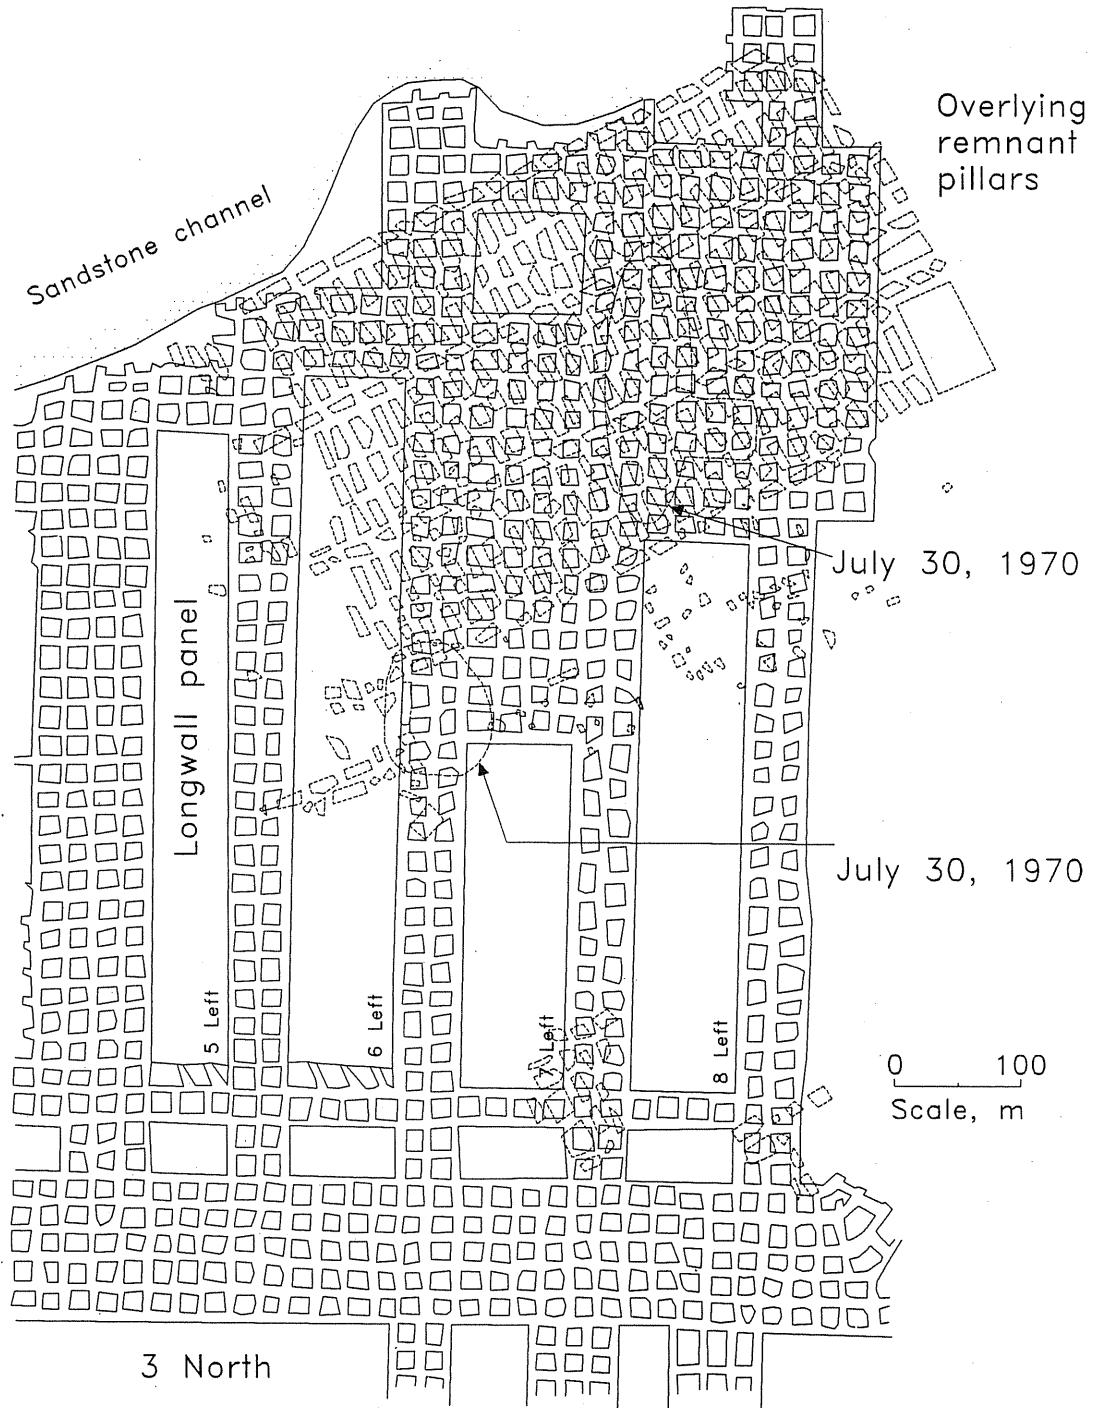 Overlying
remnant
pillars
Sandstone channel
July 30, 1970
Longwall panel
July 30, 1970
5 Left
6 Left
7 Left
8 Left
0 100
Scale, m
3 North